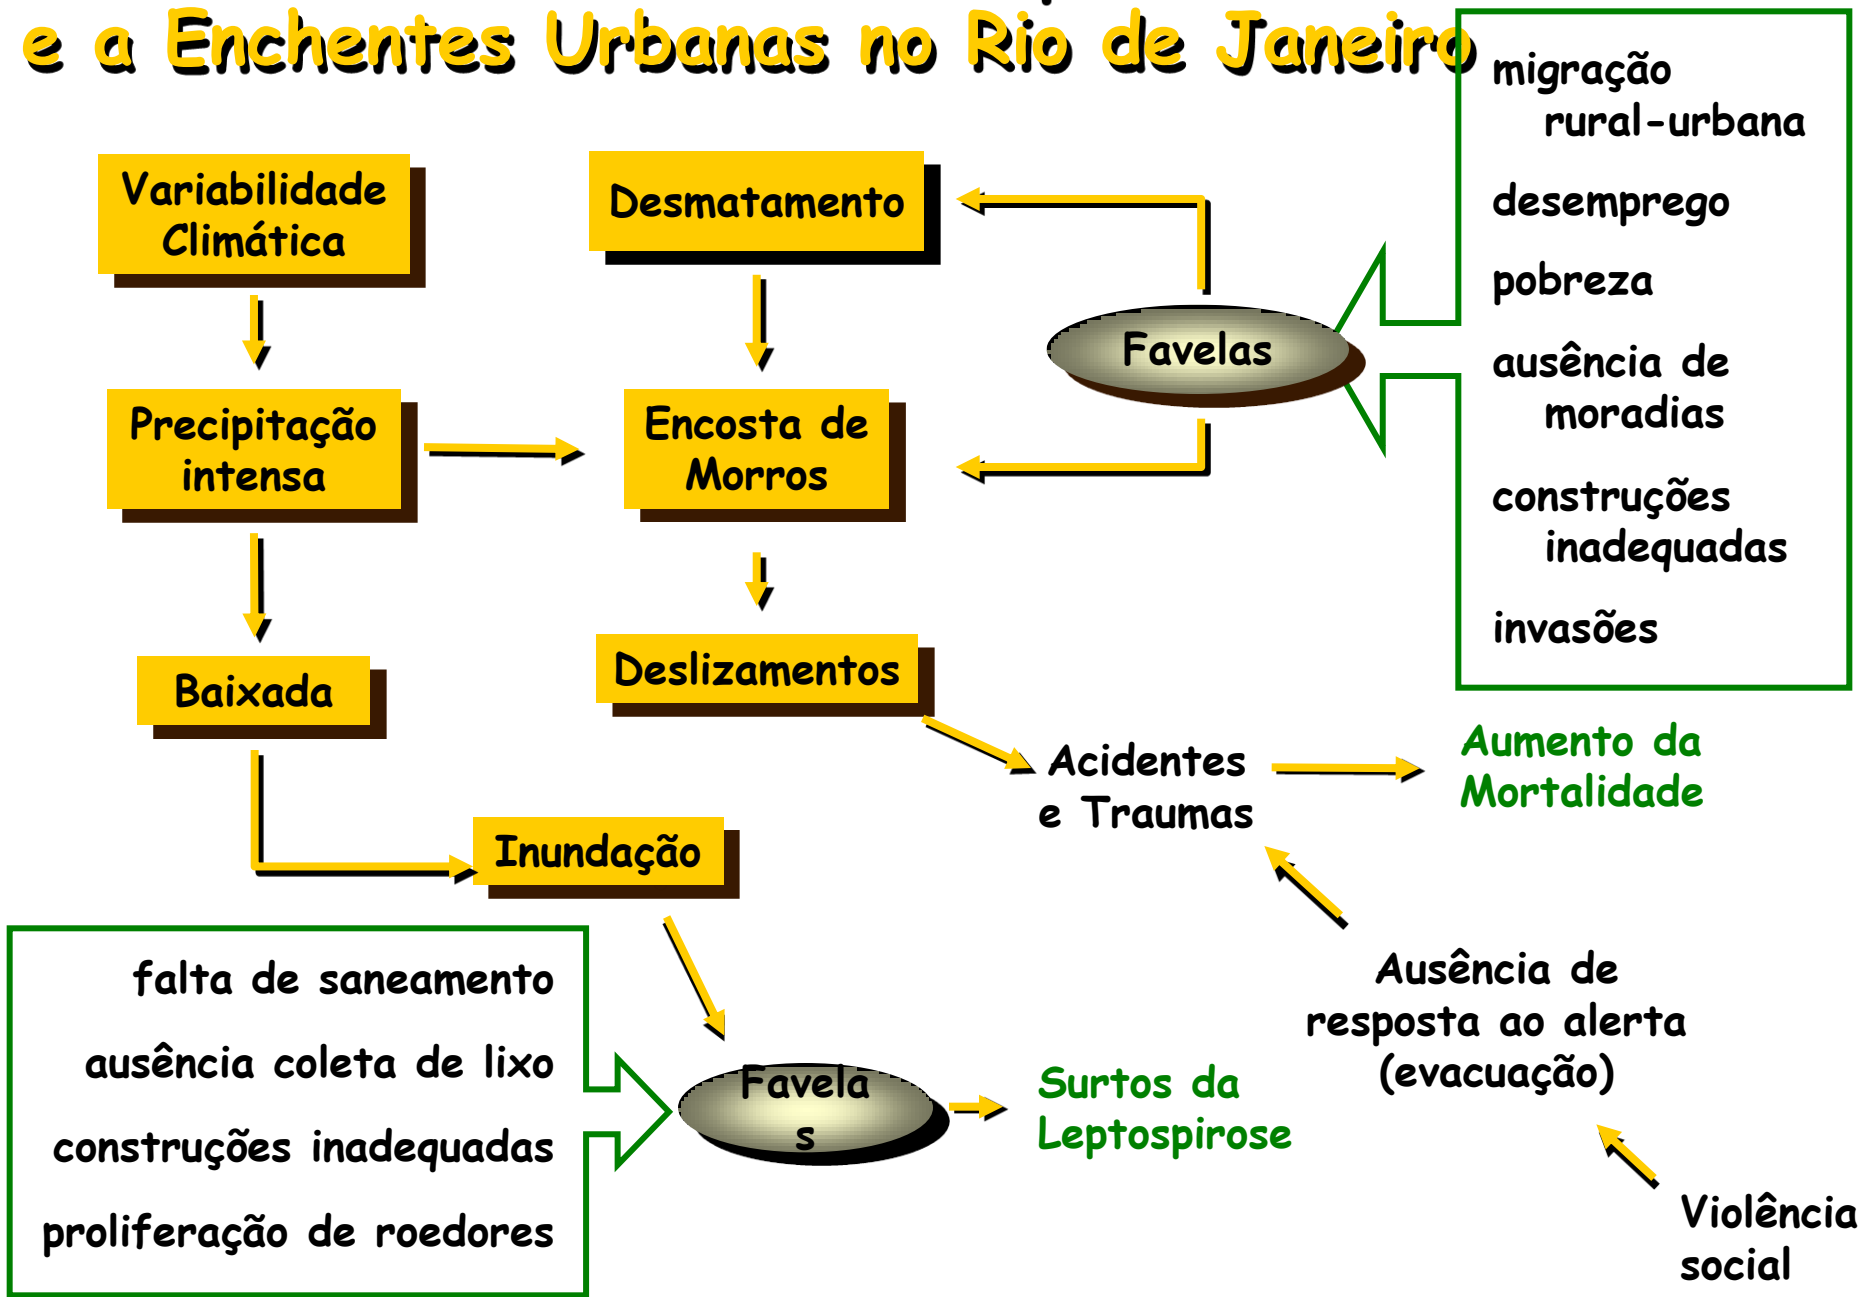 e a Enchentes Urbanas no Rio de Janeiro
migração
rural-urbana
desemprego
pobreza
ausência de
moradias
construções
inadequadas
invasões
Variabilidade
Climática
Desmatamento
Favelas
Precipitação
intensa
Encosta de
Morros
Baixada
Deslizamentos
Acidentes
e Traumas
Aumento da
Mortalidade
Inundação
Ausência de
resposta ao alerta
(evacuação)
falta de saneamento
ausência coleta de lixo
construções inadequadas
proliferação de roedores
Favela
s
Surtos da
Leptospirose
Violência
social